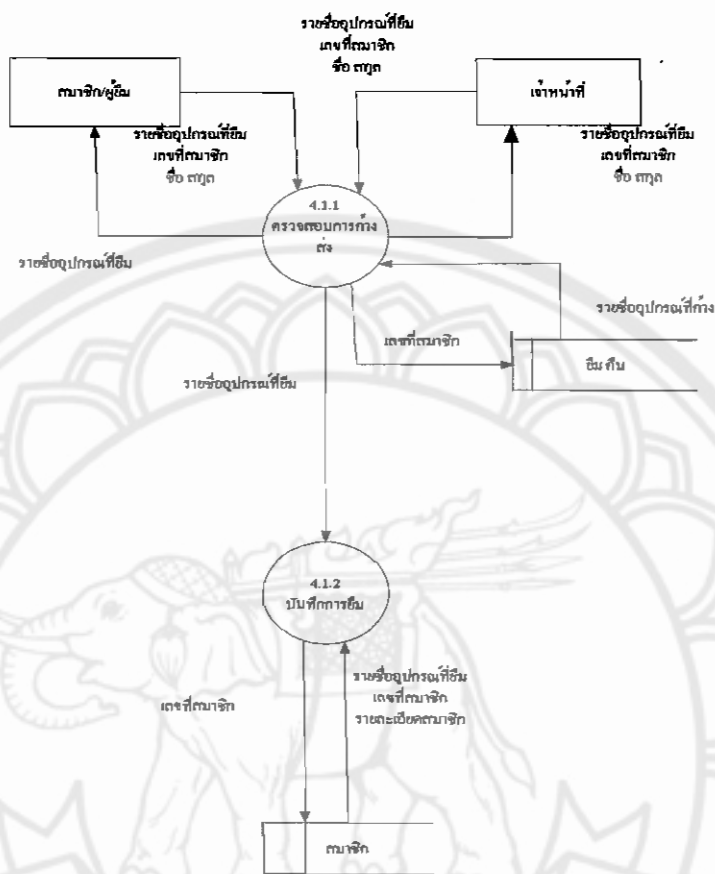 รายชื่ออุปกรณ์ที่ยืม
เลขที่สมาชิก
ชื่อ สกุล
สมาชิก/ผู้ยืม
เจ้าหน้าที่
รายชื่ออุปกรณ์ที่ยืม
เลขที่สมาชิก
ชื่อ สกุล
รายชื่ออุปกรณ์ที่ยืม
เลขที่สมาชิก
ชื่อ สกุล
4.1.1
ตรวจสอบการค้าง
ส่ง
รายชื่ออุปกรณ์ที่ยืม
รายชื่ออุปกรณ์ที่ค้าง
เลขที่สมาชิก
ยืม คืน
รายชื่ออุปกรณ์ที่ยืม
4.1.2
บันทึกการยืม
รายชื่ออุปกรณ์ที่ยืม
เลขที่สมาชิก
รายละเอียดสมาชิก
เลขที่สมาชิก
สมาชิก